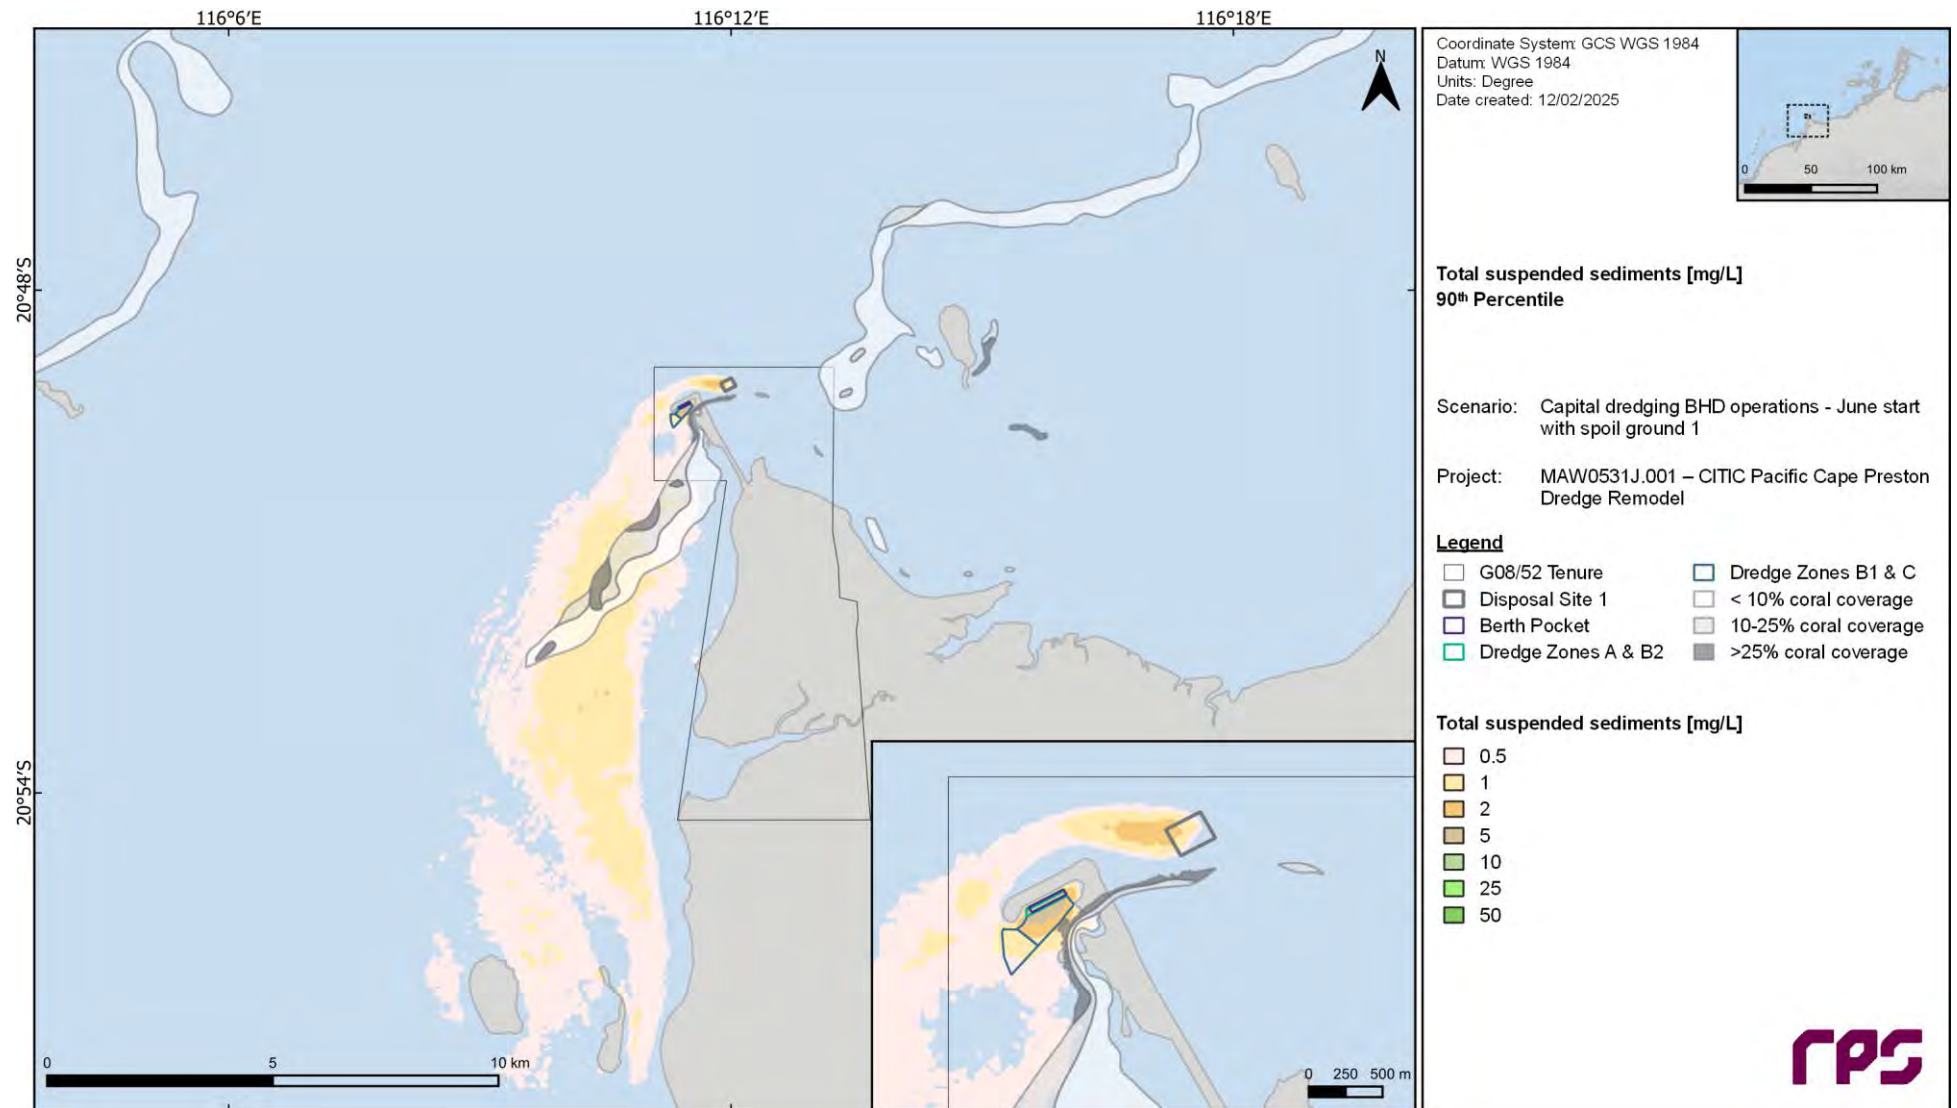 116°6'E
116°12'E
116°18'E
20°48'S
20°54'S
N
0 5 10 km
0 250 500 m
Coordinate System: GCS WGS 1984
Datum: WGS 1984
Units: Degree
Date created: 12/02/2025
0 50 100 km
Total suspended sediments [mg/L]
90th Percentile
Scenario: Capital dredging BHD operations - June start
with spoil ground 1
Project: MAW0531J.001 – CITIC Pacific Cape Preston
Dredge Remodel
Legend
G08/52 Tenure
Disposal Site 1
Berth Pocket
Dredge Zones A & B2
Dredge Zones B1 & C
< 10% coral coverage
10-25% coral coverage
>25% coral coverage
Total suspended sediments [mg/L]
0.5
1
2
5
10
25
50
rps